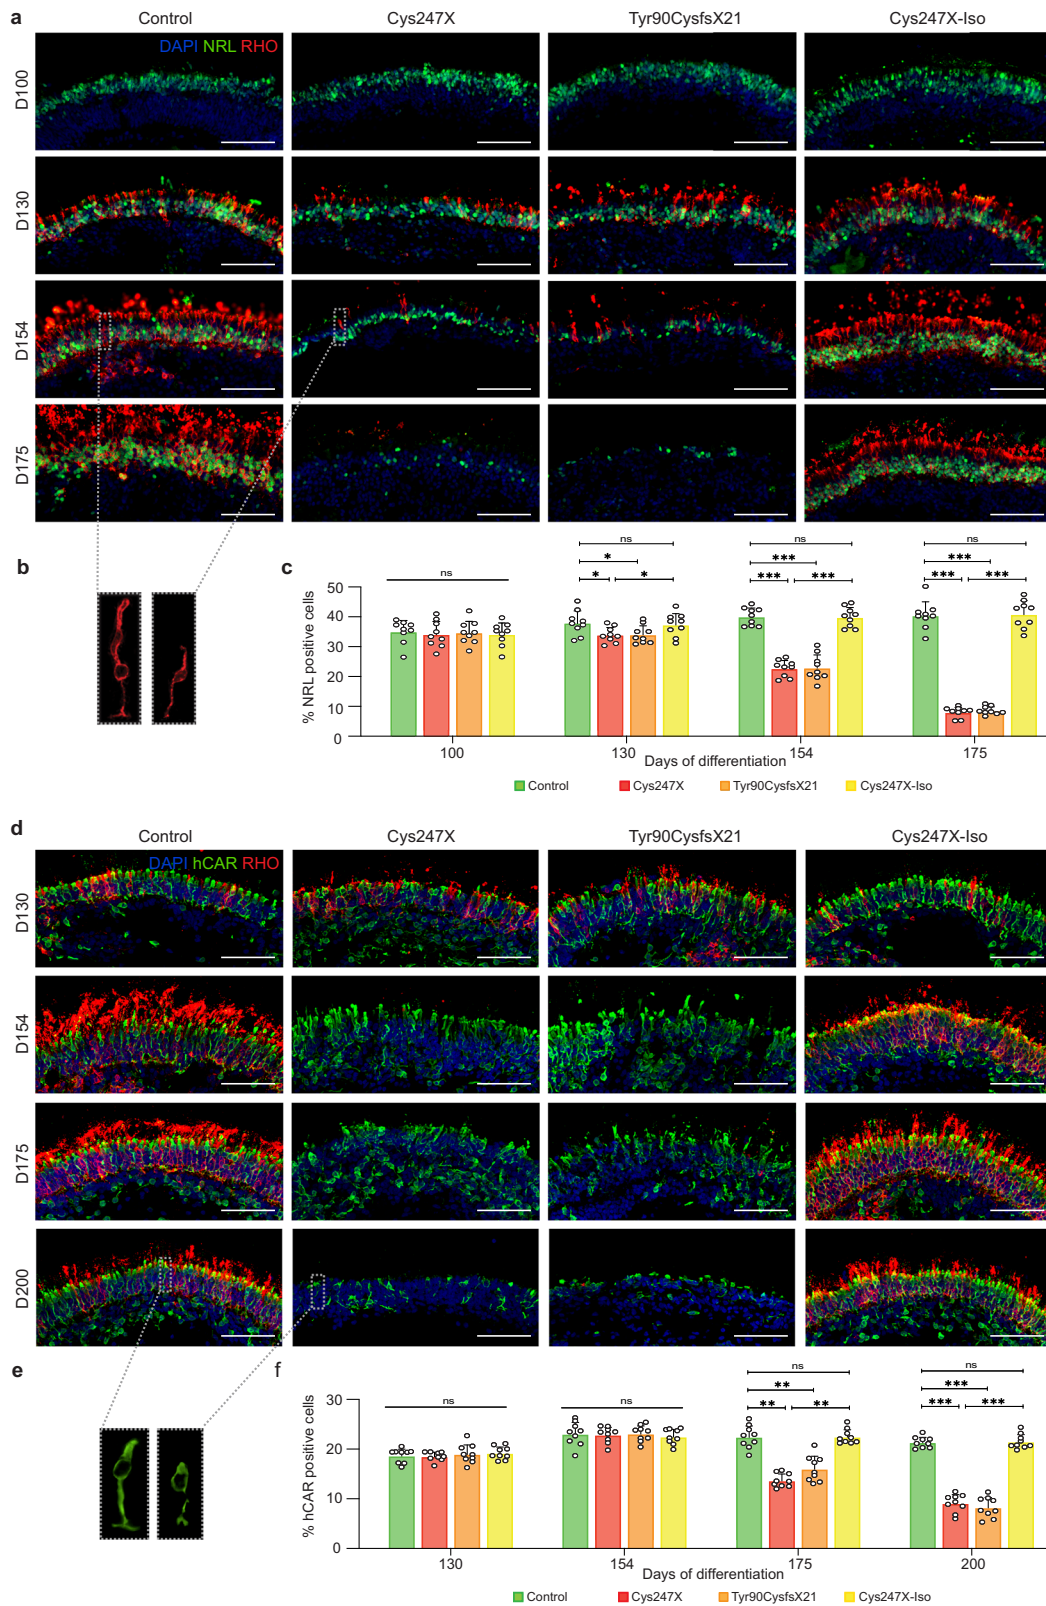 a
Control Cys247X Tyr90CysfsX21 Cys247X-Iso
DAPI NRL RHO
D100
D130
D154
D175
b
c
ns
ns
*
* *
ns
***
*** ***
ns
***
*** ***
% NRL positive cells
50
40
30
20
10
0
100 130 154 175
Days of differentiation
Control Cys247X Tyr90CysfsX21 Cys247X-Iso
d
Control Cys247X Tyr90CysfsX21 Cys247X-Iso
DAPI hCAR RHO
D130
D154
D175
D200
e
f
ns
ns
ns
**
** **
ns
***
*** ***
% hCAR positive cells
30
20
10
0
130 154 175 200
Days of differentiation
Control Cys247X Tyr90CysfsX21 Cys247X-Iso